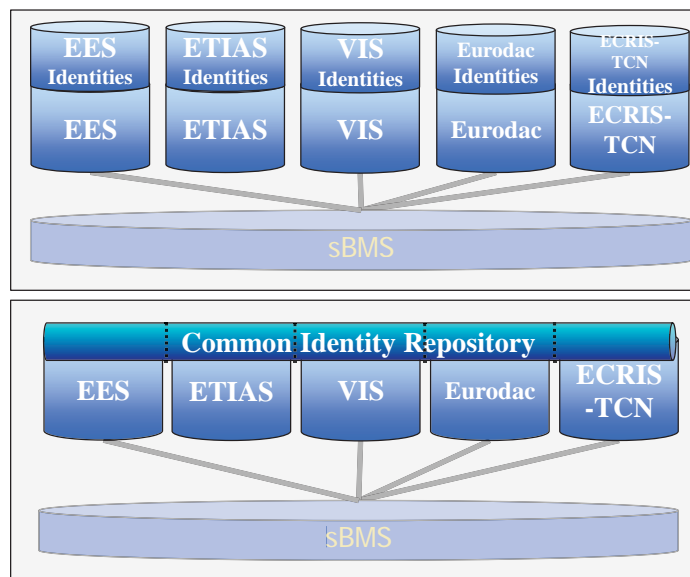 EES
Identities
ETIAS
Identities
VIS
Identities
Eurodac
Identities
ECRIS-
TCN
Identities
EES
ETIAS
VIS
Eurodac
ECRIS-
TCN
sBMS
Common Identity Repository
EES
ETIAS
VIS
Eurodac
ECRIS
-TCN
sBMS